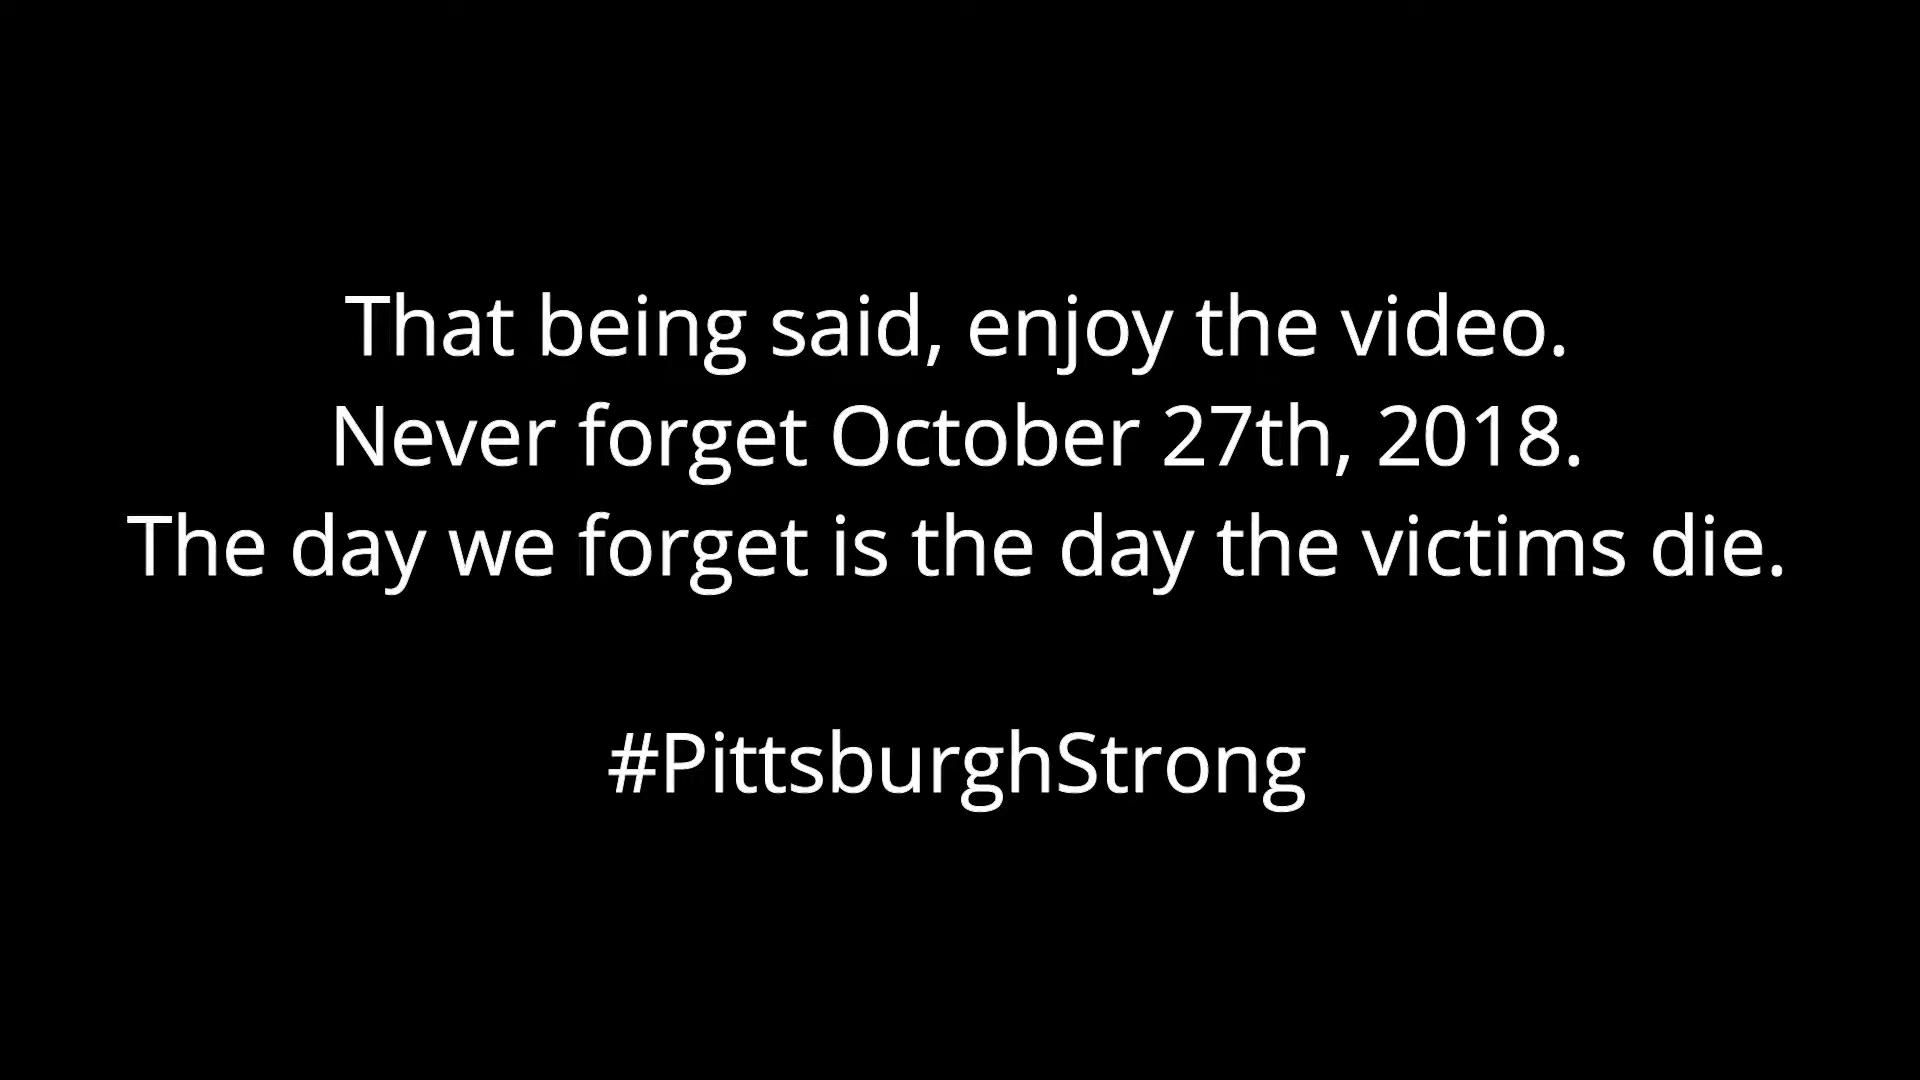 That being said, enjoy the video.
Never forget October 27th, 2018.
The day we forget is the day the victims die.
#PittsburghStrong